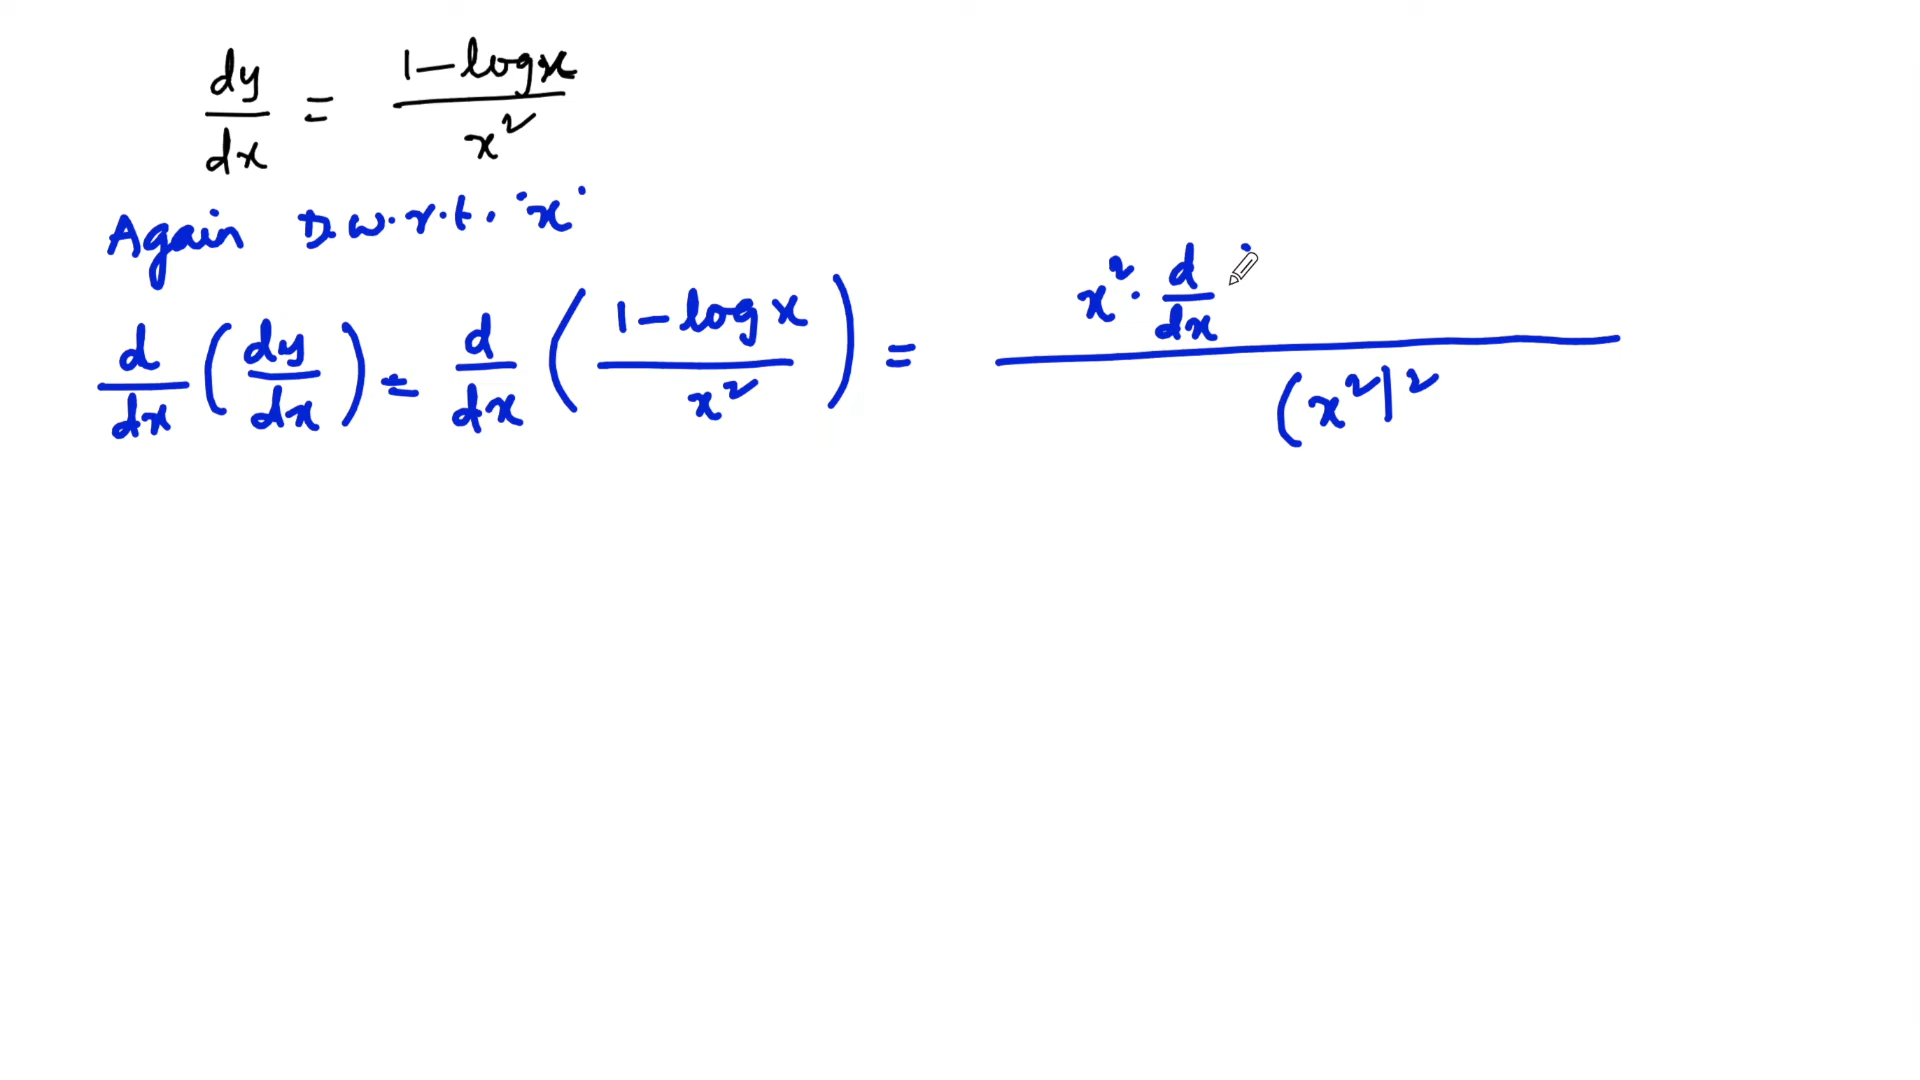 dy/dx = (1 - log x)/x²
Again D.w.r.t. 'x'
d/dx (dy/dx) = d/dx ((1 - log x)/x²) = (x² · d/dx)/(x²)²